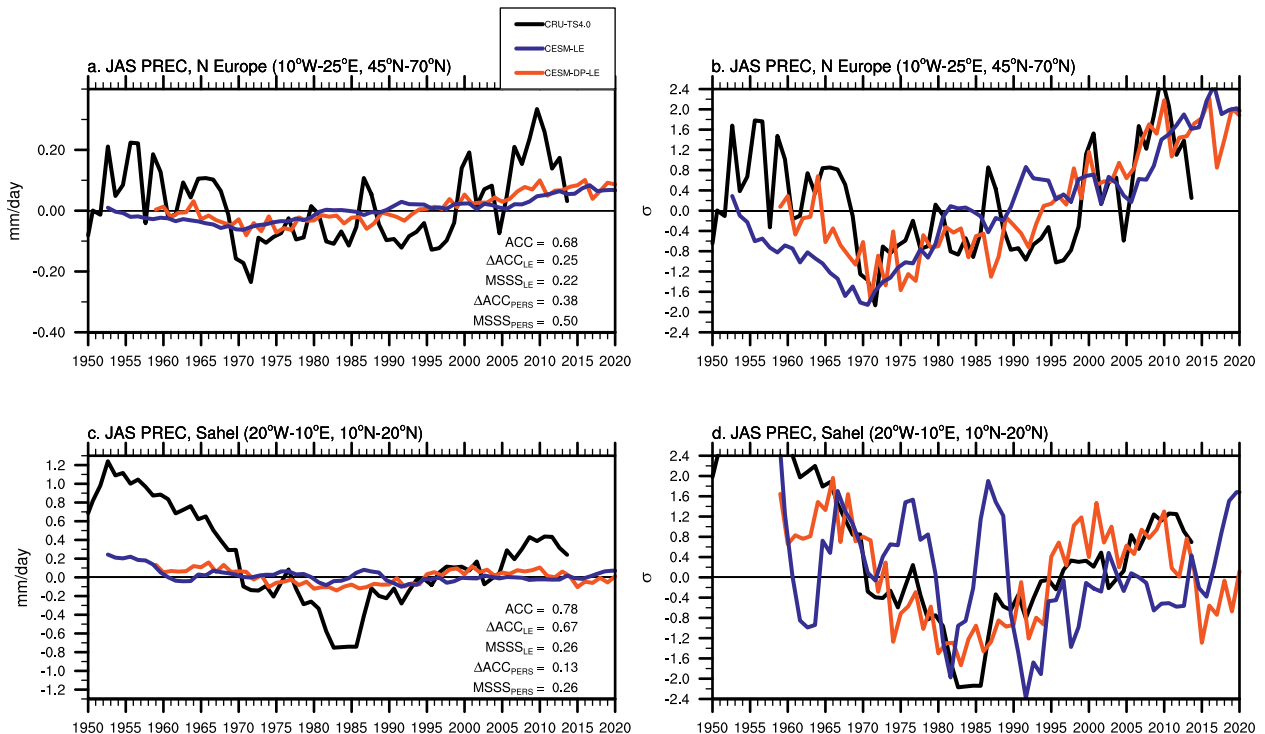 CRU-TS4.0
CESM-LE
CESM-DP-LE
a. JAS PREC, N Europe (10°W-25°E, 45°N-70°N)
mm/day
0.20
0.00
-0.20
-0.40
ACC = 0.68
ΔACC_LE = 0.25
MSSS_LE = 0.22
ΔACC_PERS = 0.38
MSSS_PERS = 0.50
1950 1955 1960 1965 1970 1975 1980 1985 1990 1995 2000 2005 2010 2015 2020
b. JAS PREC, N Europe (10°W-25°E, 45°N-70°N)
σ
2.4
2.0
1.6
1.2
0.8
0.4
0.0
-0.4
-0.8
-1.2
-1.6
-2.0
-2.4
1950 1955 1960 1965 1970 1975 1980 1985 1990 1995 2000 2005 2010 2015 2020
c. JAS PREC, Sahel (20°W-10°E, 10°N-20°N)
mm/day
1.2
1.0
0.8
0.6
0.4
0.2
0.0
-0.2
-0.4
-0.6
-0.8
-1.0
-1.2
ACC = 0.78
ΔACC_LE = 0.67
MSSS_LE = 0.26
ΔACC_PERS = 0.13
MSSS_PERS = 0.26
1950 1955 1960 1965 1970 1975 1980 1985 1990 1995 2000 2005 2010 2015 2020
d. JAS PREC, Sahel (20°W-10°E, 10°N-20°N)
σ
2.4
2.0
1.6
1.2
0.8
0.4
0.0
-0.4
-0.8
-1.2
-1.6
-2.0
-2.4
1950 1955 1960 1965 1970 1975 1980 1985 1990 1995 2000 2005 2010 2015 2020